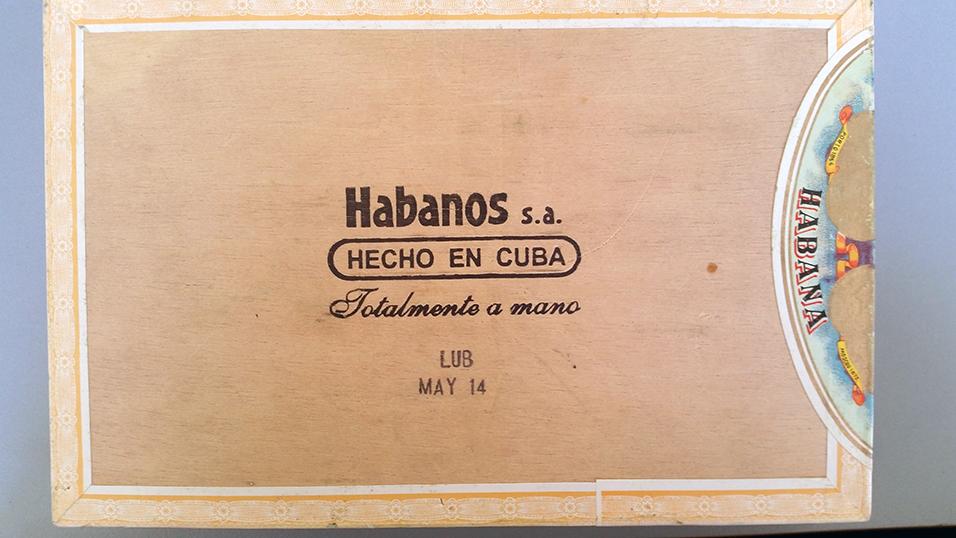 Habanos s.a.
HECHO EN CUBA
Totalmente a mano
LUB
MAY 14
HABANA